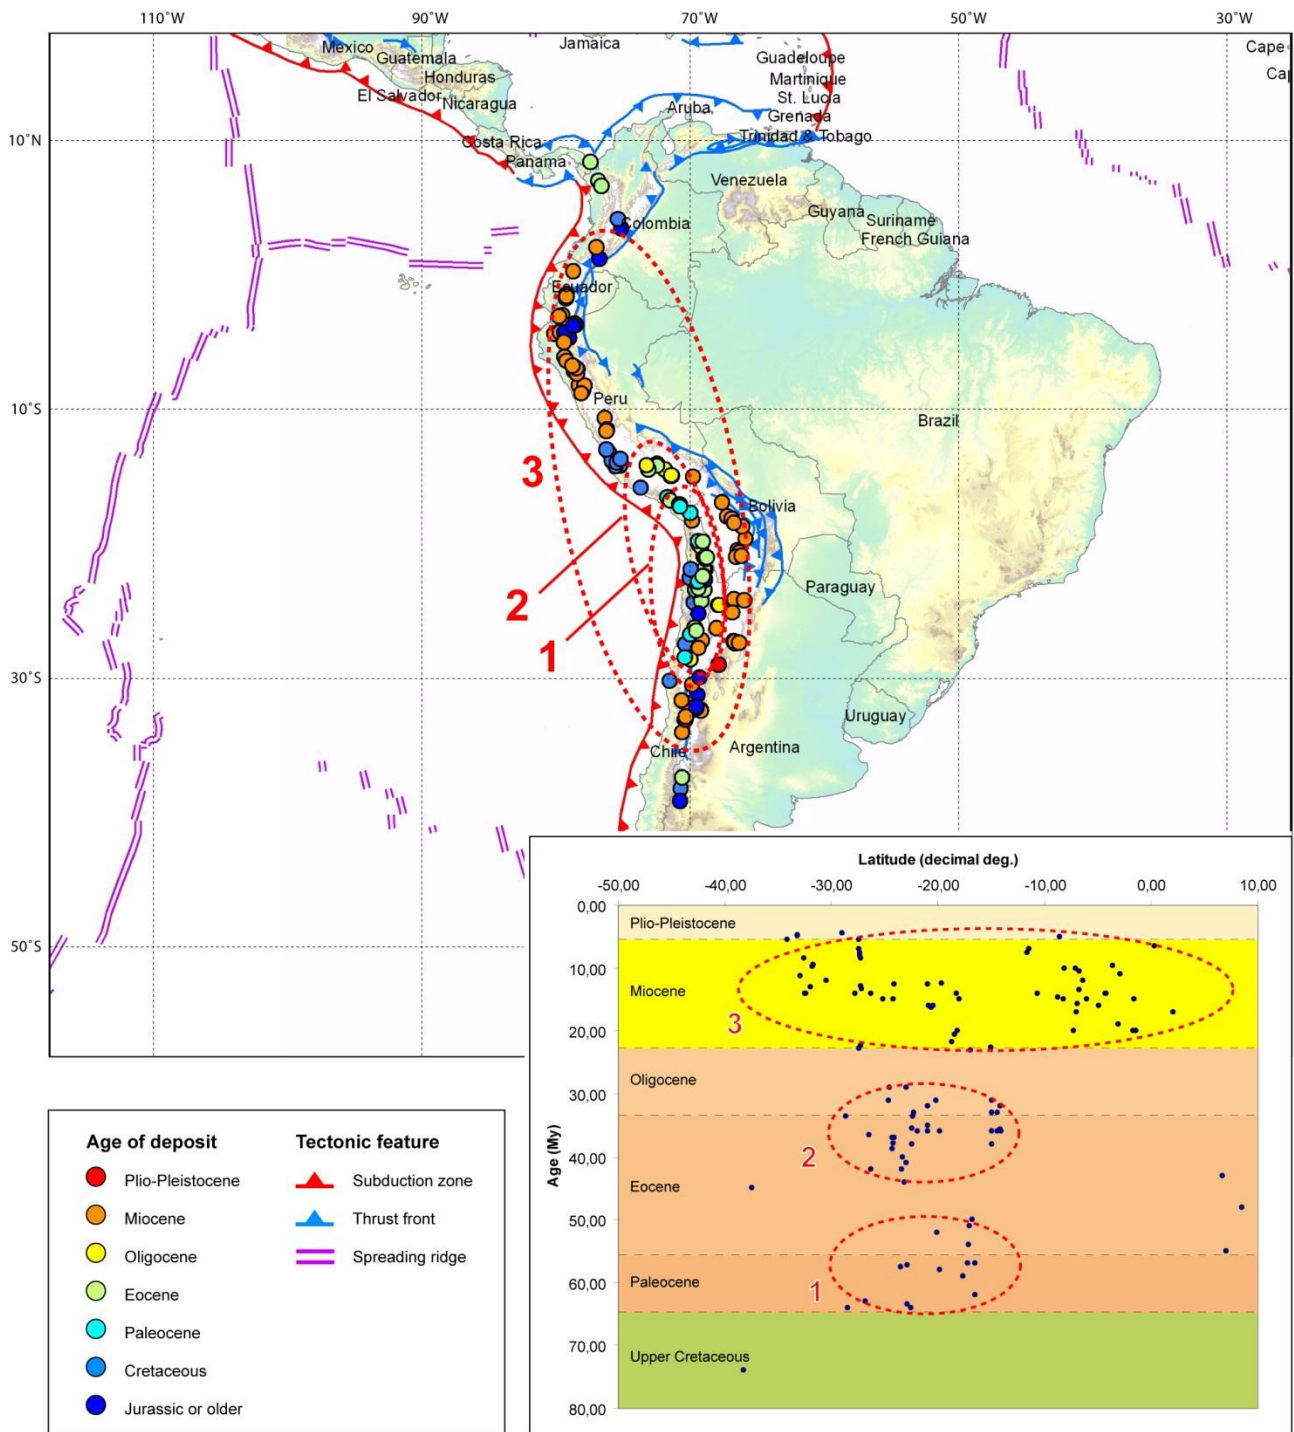 110°W 90°W 70°W 50°W 30°W
Mexico
Jamaica
Cape
Guatemala
Guadeloupe
Honduras
Martinique
Ca
El Salvador
St. Lucia
Nicaragua
Aruba
Grenada
10°N
Costa Rica
Trinidad & Tobago
Panama
Venezuela
Guyana
Colombia
Suriname
French Guiana
Ecuador
10°S
Peru
Brazil
3
Bolivia
2
Paraguay
1
30°S
Uruguay
Chile
Argentina
50°S
Latitude (decimal deg.)
-50,00 -40,00 -30,00 -20,00 -10,00 0,00 10,00
0,00
Plio-Pleistocene
10,00
Miocene
3
20,00
Oligocene
30,00
Age (My)
2
40,00
Eocene
50,00
Paleocene
1
60,00
70,00
Upper Cretaceous
80,00
Age of deposit
Plio-Pleistocene
Miocene
Oligocene
Eocene
Paleocene
Cretaceous
Jurassic or older
Tectonic feature
Subduction zone
Thrust front
Spreading ridge